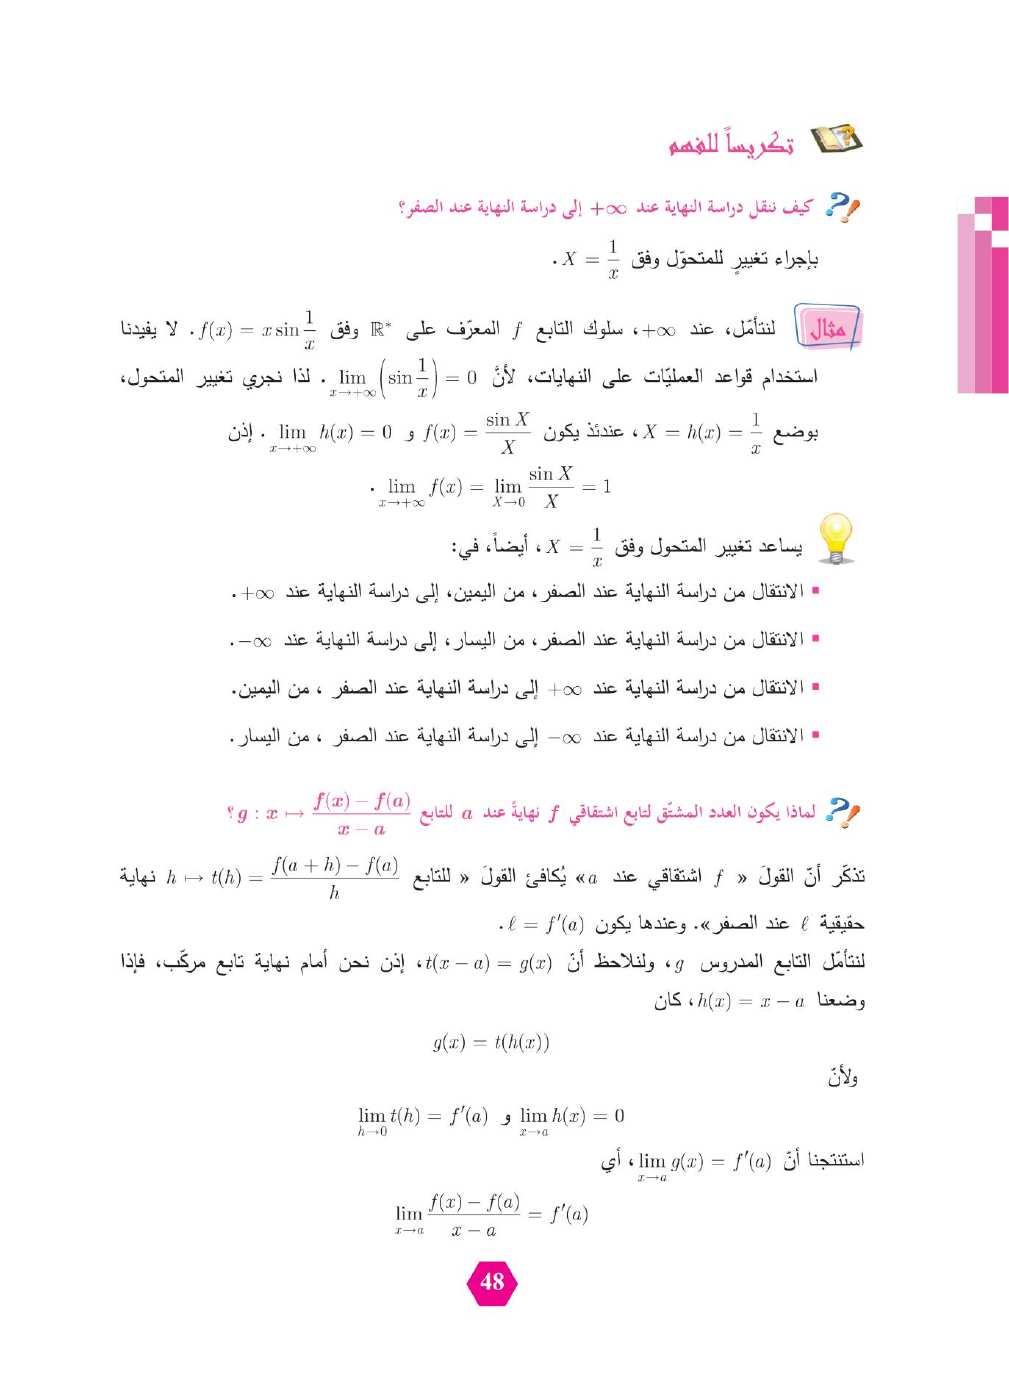 تكريساً للفهم
كيف ننقل دراسة النهاية عند +∞ إلى دراسة النهاية عند الصفر؟
بإجراء تغييرٍ للمتحوّل وفق X = 1/x .
مثال لنتأمّل، عند +∞، سلوك التابع f المعرّف على ℝ* وفق f(x) = x sin 1/x . لا يفيدنا
استخدام قواعد العمليّات على النهايات، لأنَّ lim x→+∞ (sin 1/x) = 0 . لذا نجري تغيير المتحول،
بوضع X = h(x) = 1/x ، عندئذ يكون f(x) = sin X / X و lim x→+∞ h(x) = 0 . إذن
lim x→+∞ f(x) = lim X→0 sin X / X = 1 .
يساعد تغيير المتحول وفق X = 1/x ، أيضاً، في:
▪ الانتقال من دراسة النهاية عند الصفر، من اليمين، إلى دراسة النهاية عند +∞ .
▪ الانتقال من دراسة النهاية عند الصفر، من اليسار، إلى دراسة النهاية عند −∞ .
▪ الانتقال من دراسة النهاية عند +∞ إلى دراسة النهاية عند الصفر ، من اليمين.
▪ الانتقال من دراسة النهاية عند −∞ إلى دراسة النهاية عند الصفر ، من اليسار.
لماذا يكون العدد المشتّق لتابع اشتقاقي f نهايةً عند a للتابع g : x ↦ (f(x) − f(a))/(x − a) ؟
تذكّر أنّ القولَ « f اشتقاقي عند a» يُكافئ القولَ « للتابع h ↦ t(h) = (f(a + h) − f(a))/h نهاية
حقيقية ℓ عند الصفر». وعندها يكون ℓ = f′(a) .
لنتأمّل التابع المدروس g ، ولنلاحظ أنّ t(x − a) = g(x) ، إذن نحن أمام نهاية تابع مركّب، فإذا
وضعنا h(x) = x − a ، كان
g(x) = t(h(x))
ولأنّ
lim h→0 t(h) = f′(a) و lim x→a h(x) = 0
استنتجنا أنّ lim x→a g(x) = f′(a) ، أي
lim x→a (f(x) − f(a))/(x − a) = f′(a)
48